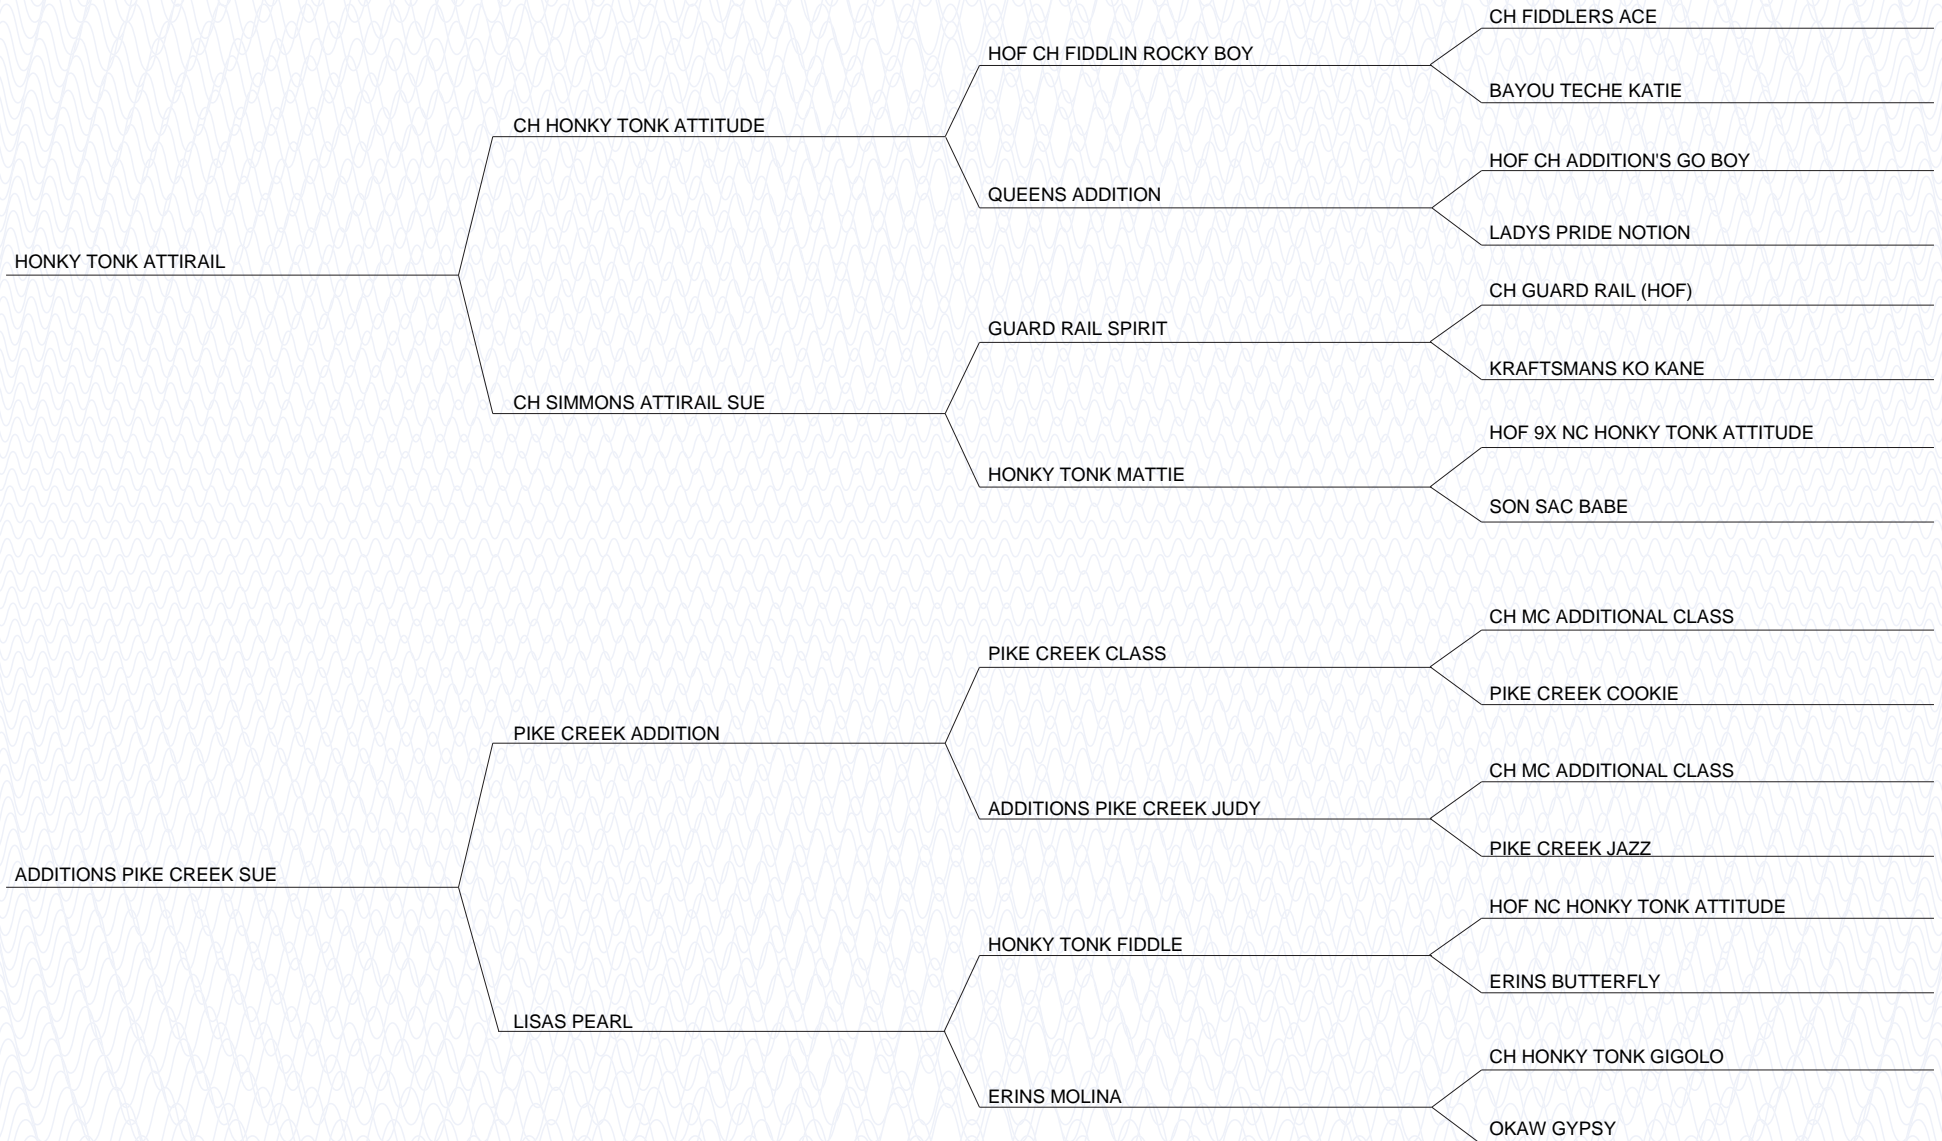 CH FIDDLERS ACE
HOF CH FIDDLIN ROCKY BOY
BAYOU TECHE KATIE
CH HONKY TONK ATTITUDE
HOF CH ADDITION'S GO BOY
QUEENS ADDITION
LADYS PRIDE NOTION
HONKY TONK ATTIRAIL
CH GUARD RAIL (HOF)
GUARD RAIL SPIRIT
KRAFTSMANS KO KANE
CH SIMMONS ATTIRAIL SUE
HOF 9X NC HONKY TONK ATTITUDE
HONKY TONK MATTIE
SON SAC BABE
CH MC ADDITIONAL CLASS
PIKE CREEK CLASS
PIKE CREEK COOKIE
PIKE CREEK ADDITION
CH MC ADDITIONAL CLASS
ADDITIONS PIKE CREEK JUDY
PIKE CREEK JAZZ
ADDITIONS PIKE CREEK SUE
HOF NC HONKY TONK ATTITUDE
HONKY TONK FIDDLE
ERINS BUTTERFLY
LISAS PEARL
CH HONKY TONK GIGOLO
ERINS MOLINA
OKAW GYPSY